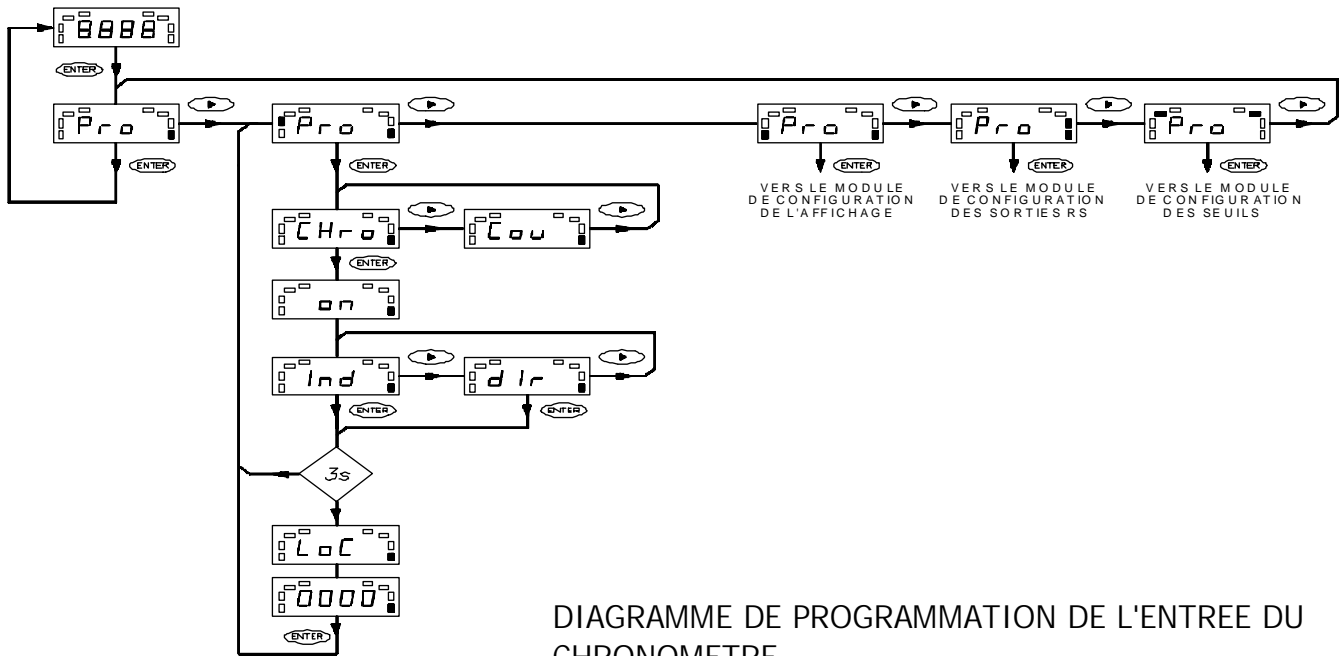 8888
ENTER
Pro
Pro
Pro
Pro
Pro
ENTER
ENTER
ENTER
ENTER
ENTER
VERS LE MODULE
DE CONFIGURATION
DE L'AFFICHAGE
VERS LE MODULE
DE CONFIGURATION
DES SORTIES RS
VERS LE MODULE
DE CONFIGURATION
DES SEUILS
CHro
Cou
ENTER
on
Ind
dIr
ENTER
ENTER
3s
LoC
0000
ENTER
DIAGRAMME DE PROGRAMMATION DE L'ENTREE DU
CHRONOMETRE